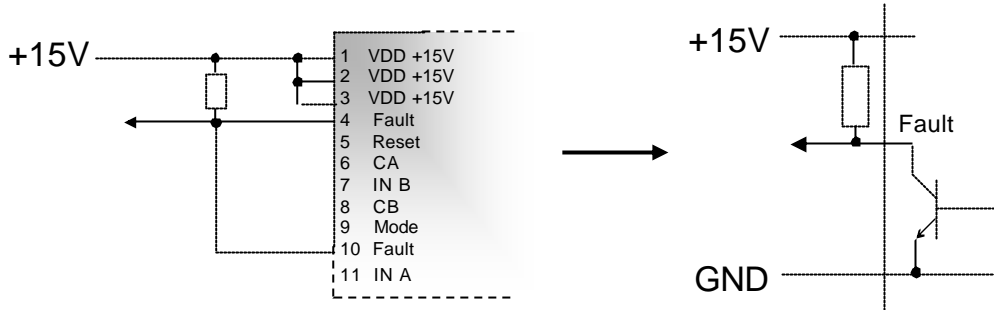 +15V
1 VDD +15V
2 VDD +15V
3 VDD +15V
4 Fault
5 Reset
6 CA
7 IN B
8 CB
9 Mode
10 Fault
11 IN A
+15V
Fault
GND